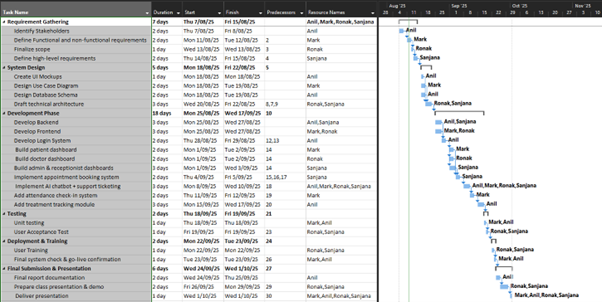 Task Name Duration Start Finish Predecessors Resource Names Aug '25 Sep '25 Oct '25 Nov '25
Requirement Gathering 7 days Thu 7/08/25 Fri 15/08/25 Anil,Mark,Ronak,Sanjana
Identify Stakeholders 2 days Thu 7/08/25 Fri 8/08/25 Anil Anil
Define Functional and non-functional requirements 2 days Mon 11/08/25 Tue 12/08/25 2 Mark Mark
Finalize scope 1 day Wed 13/08/25 Wed 13/08/25 3 Ronak Ronak
Define high-level requirements 2 days Thu 14/08/25 Fri 15/08/25 4 Sanjana Sanjana
System Design 5 days Mon 18/08/25 Fri 22/08/25 5
Create UI Mockups 1 day Mon 18/08/25 Mon 18/08/25 Anil Anil
Design Use Case Diagram 2 days Mon 18/08/25 Tue 19/08/25 Mark Mark
Design Database Schema 2 days Mon 18/08/25 Tue 19/08/25 Anil Anil
Draft technical architecture 3 days Wed 20/08/25 Fri 22/08/25 8,7,9 Ronak,Sanjana Ronak,Sanjana
Development Phase 18 days Mon 25/08/25 Wed 17/09/25 10
Develop Backend 3 days Mon 25/08/25 Wed 27/08/25 Anil,Sanjana Anil,Sanjana
Develop Frontend 3 days Mon 25/08/25 Wed 27/08/25 Mark,Ronak Mark,Ronak
Develop Login System 2 days Thu 28/08/25 Fri 29/08/25 12,13 Anil Anil
Build patient dashboard 2 days Mon 1/09/25 Tue 2/09/25 14 Mark Mark
Build doctor dashboard 2 days Mon 1/09/25 Tue 2/09/25 14 Ronak Ronak
Build admin & receptionist dashboards 3 days Mon 1/09/25 Wed 3/09/25 14 Sanjana Sanjana
Implement appointment booking system 2 days Thu 4/09/25 Fri 5/09/25 15,16,17 Sanjana Sanjana
Implement AI chatbot + support ticketing 3 days Mon 8/09/25 Wed 10/09/25 18 Anil,Mark,Ronak,Sanjana Anil,Mark,Ronak,Sanjana
Add attendance check-in system 2 days Thu 11/09/25 Fri 12/09/25 19 Mark Mark
Add treatment tracking module 3 days Mon 15/09/25 Wed 17/09/25 20 Anil Anil
Testing 2 days Thu 18/09/25 Fri 19/09/25 21
Unit testing 1 day Thu 18/09/25 Thu 18/09/25 Mark,Anil Mark,Anil
User Acceptance Test 1 day Fri 19/09/25 Fri 19/09/25 23 Ronak,Sanjana Ronak,Sanjana
Deployment & Training 2 days Mon 22/09/25 Tue 23/09/25 24
User Training 1 day Mon 22/09/25 Mon 22/09/25 Ronak,Sanjana Ronak,Sanjana
Final system check & go-live confirmation 1 day Tue 23/09/25 Tue 23/09/25 26 Mark,Anil Mark,Anil
Final Submission & Presentation 6 days Wed 24/09/25 Wed 1/10/25 27
Final report documentation 2 days Wed 24/09/25 Thu 25/09/25 Anil Anil
Prepare class presentation & demo 2 days Fri 26/09/25 Mon 29/09/25 29 Ronak,Sanjana Ronak,Sanjana
Deliver presentation 1 day Wed 1/10/25 Wed 1/10/25 30 Anil,Mark,Ronak,Sanjana Mark,Anil,Ronak,Sanjana